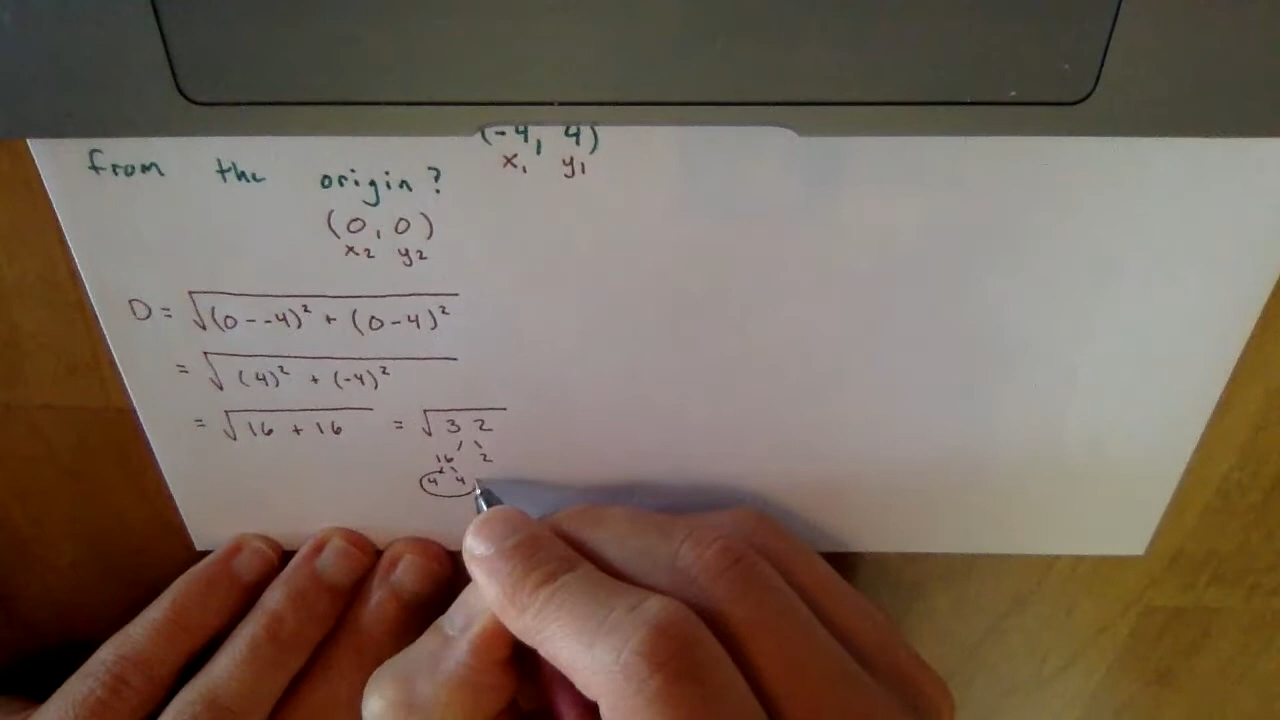 (-4, 4)
x₁ y₁
from the origin?
(0, 0)
x₂ y₂
D = √(0--4)² + (0-4)²
= √(4)² + (-4)²
= √16 + 16 = √32
16 2
4 4